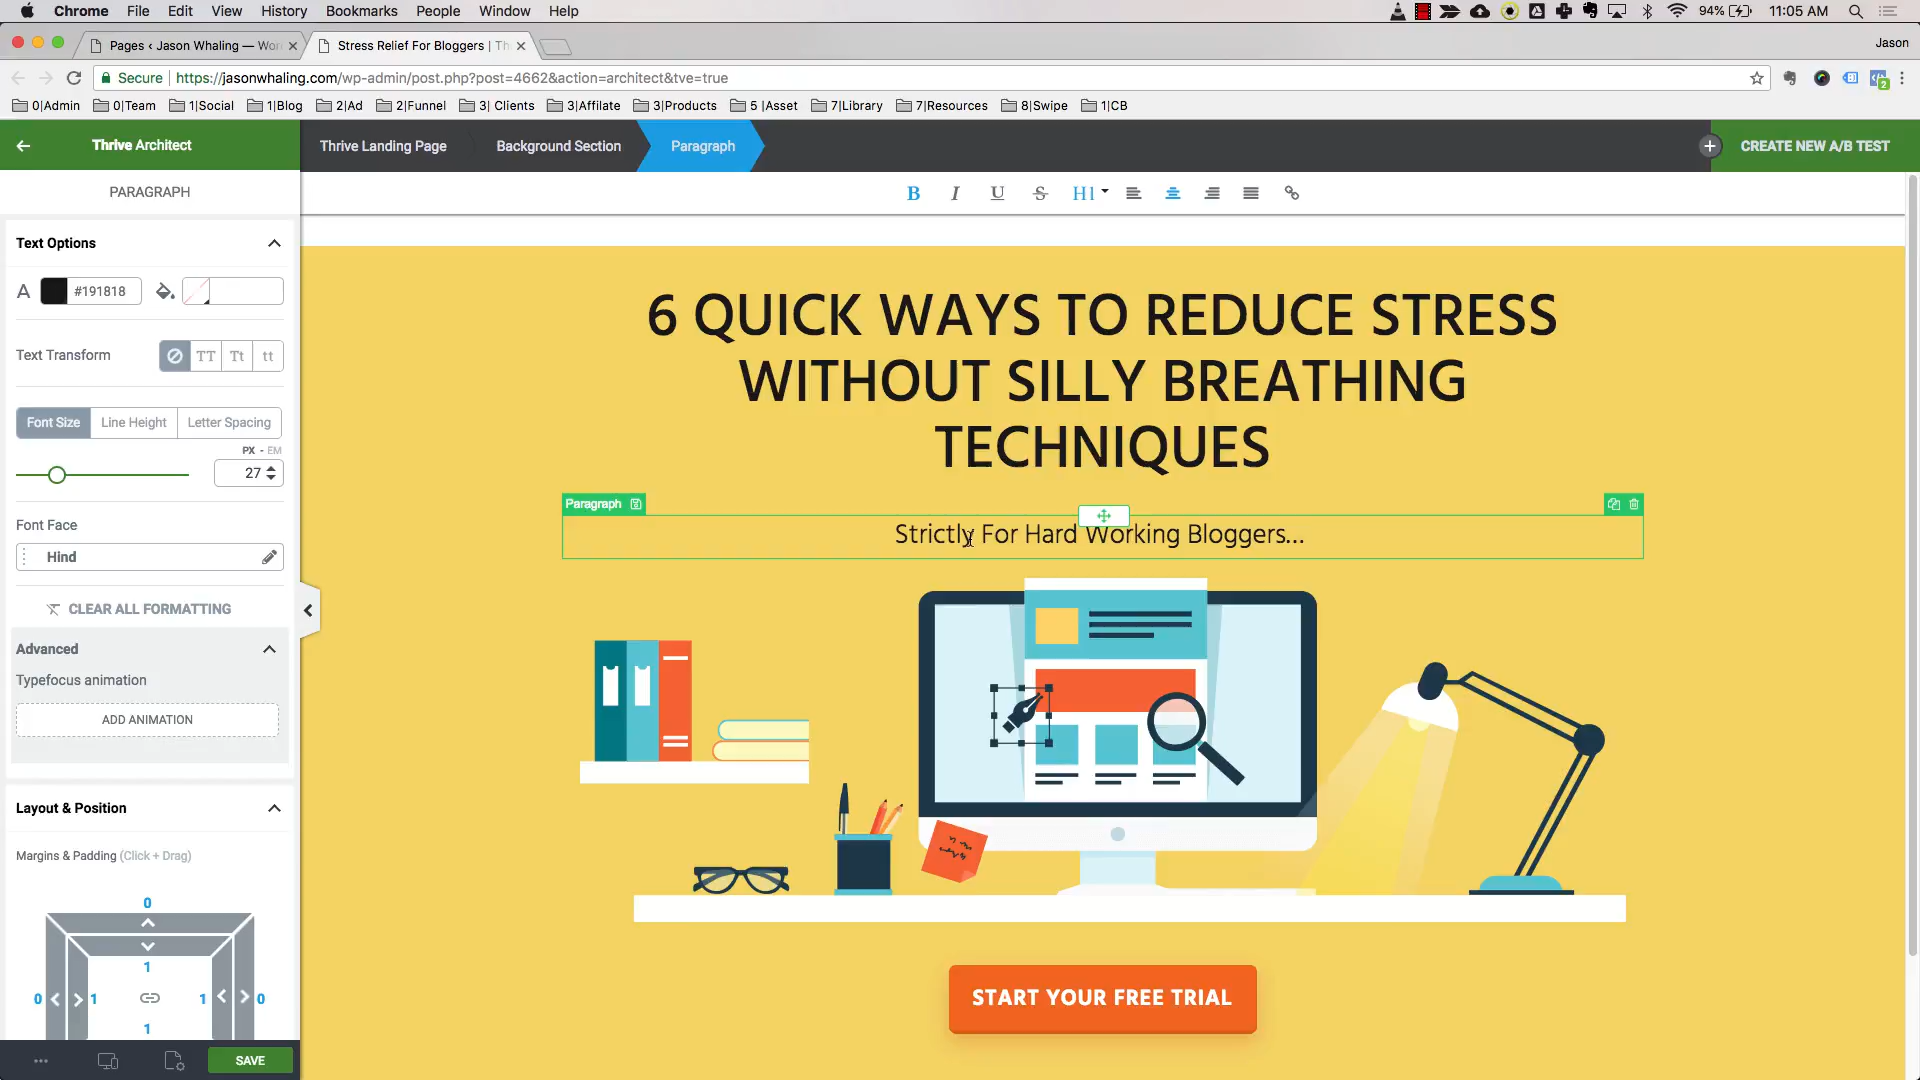 Chrome File Edit View History Bookmarks People Window Help 94% 11:05 AM
Pages ‹ Jason Whaling — Wor
Stress Relief For Bloggers | Th
Jason
Secure https://jasonwhaling.com/wp-admin/post.php?post=4662&action=architect&tve=true
0|Admin 0|Team 1|Social 1|Blog 2|Ad 2|Funnel 3| Clients 3|Affilate 3|Products 5 |Asset 7|Library 7|Resources 8|Swipe 1|CB
2
Thrive Architect
Thrive Landing Page Background Section Paragraph
CREATE NEW A/B TEST
PARAGRAPH
B I U S H1
Text Options
A #191818
Text Transform TT Tt tt
Font Size Line Height Letter Spacing
PX - EM
27
Font Face
Hind
CLEAR ALL FORMATTING
Advanced
Typefocus animation
ADD ANIMATION
Layout & Position
Margins & Padding (Click + Drag)
0
1
0 1 1 0
1
SAVE
6 QUICK WAYS TO REDUCE STRESS
WITHOUT SILLY BREATHING
TECHNIQUES
Paragraph
Strictly For Hard Working Bloggers...
START YOUR FREE TRIAL